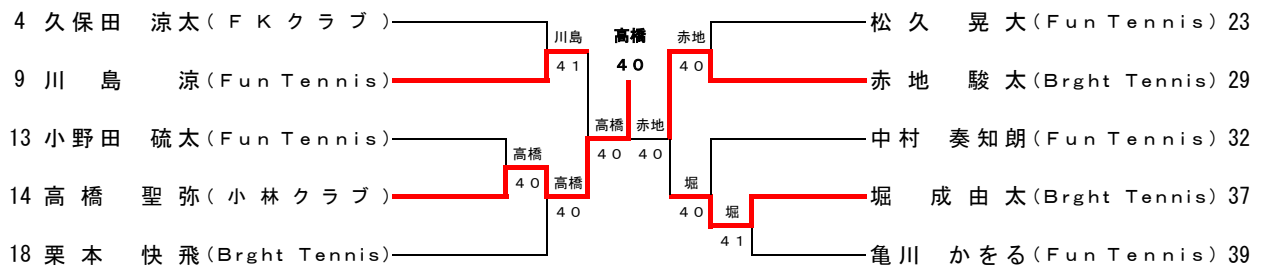 4 久保田 涼太(ＦＫクラブ)
松久 晃大(Fun Tennis) 23
川島
高橋
赤地
41
40
40
9 川島 涼(Fun Tennis)
赤地 駿太(Brght Tennis) 29
13 小野田 硫太(Fun Tennis)
高橋 赤地
中村 奏知朗(Fun Tennis) 32
高橋
40 40
40
高橋
堀
14 高橋 聖弥(小林クラブ)
堀 成由太(Brght Tennis) 37
40
40
堀
41
18 栗本 快飛(Brght Tennis)
亀川 かをる(Fun Tennis) 39